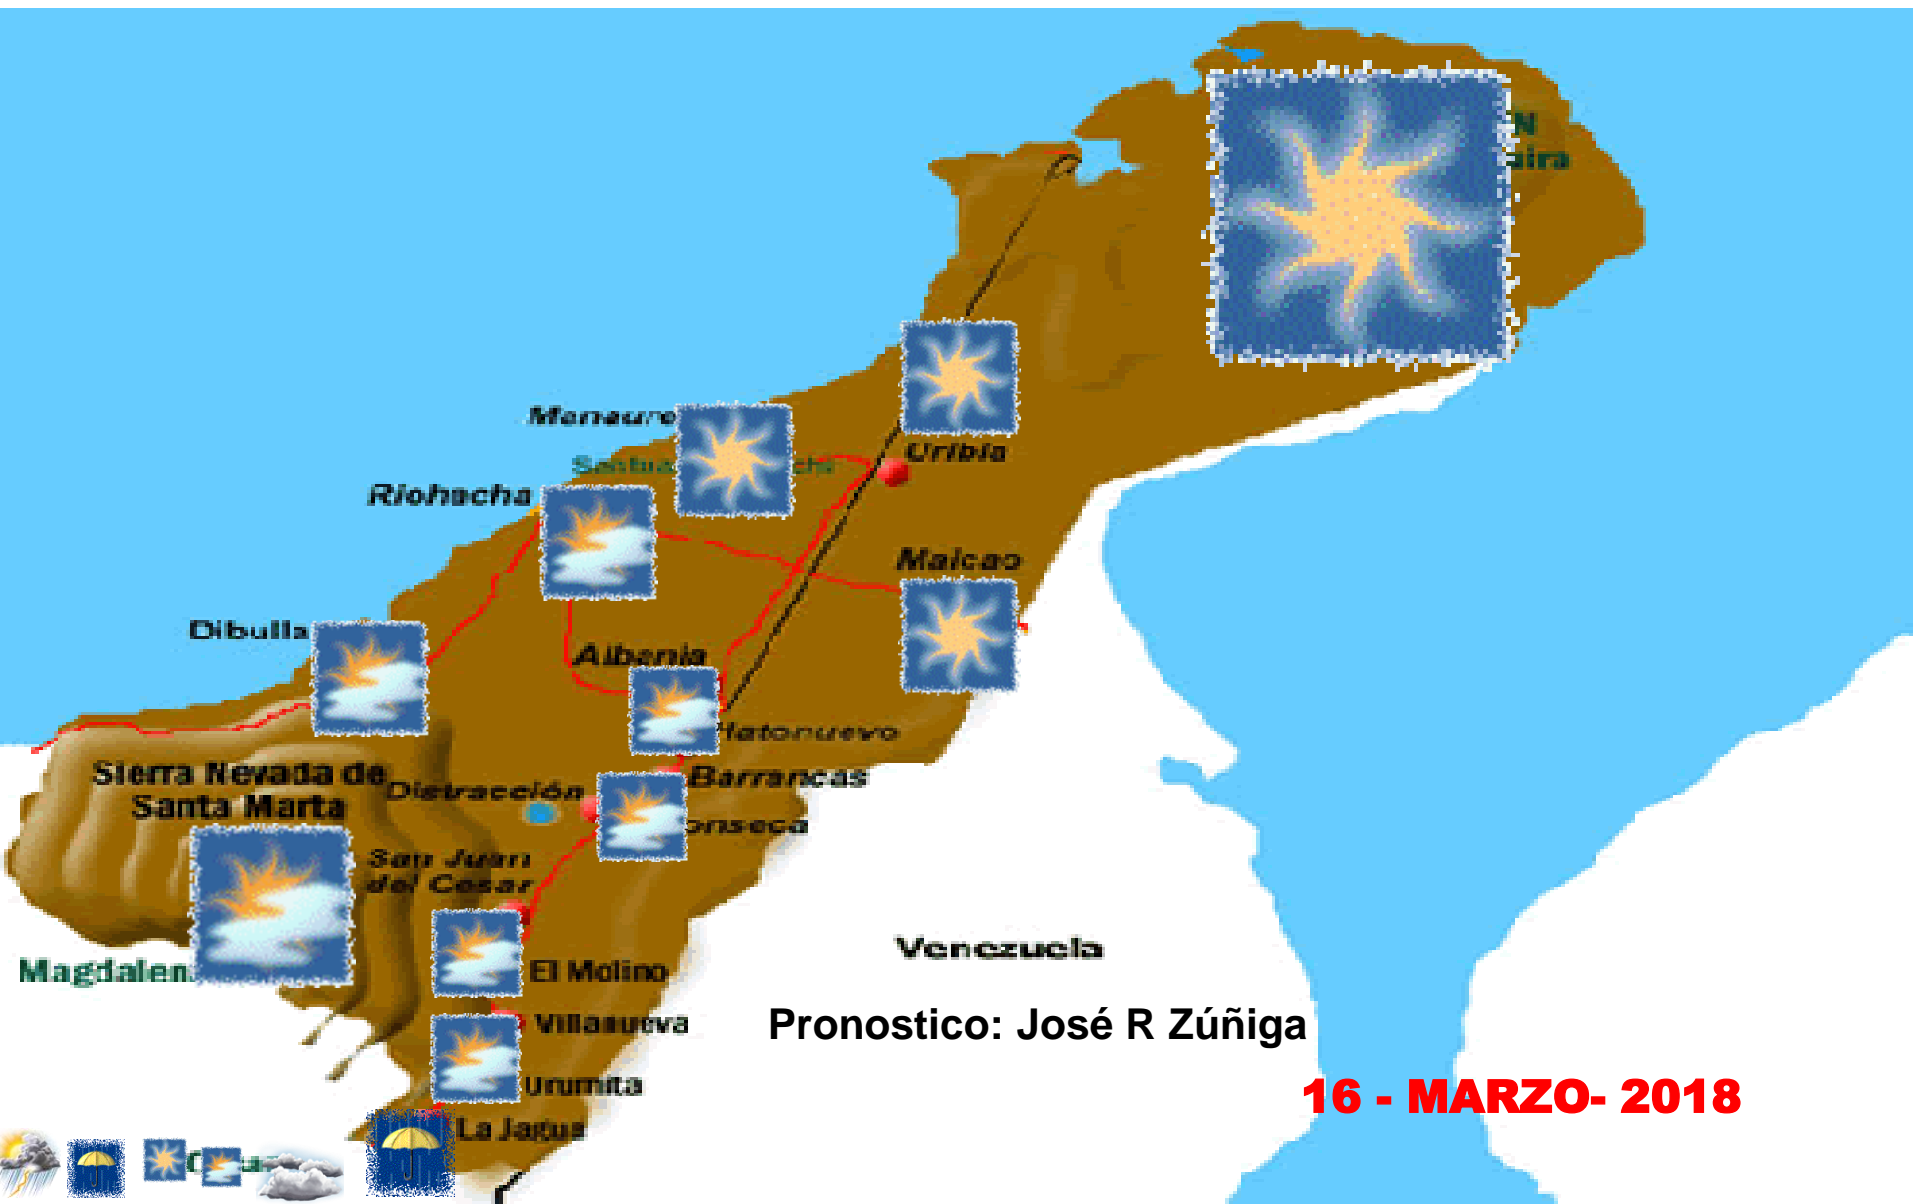 Manaure
Uribia
Riohacha
Maicao
Dibulla
Albania
Hatonuevo
Sierra Nevada de
Santa Marta
Distracción
Barrancas
San Juan
del Cesar
Venezuela
El Molino
Pronostico: José R Zúñiga
Villanueva
Urumita
16 - MARZO- 2018
La Jagua